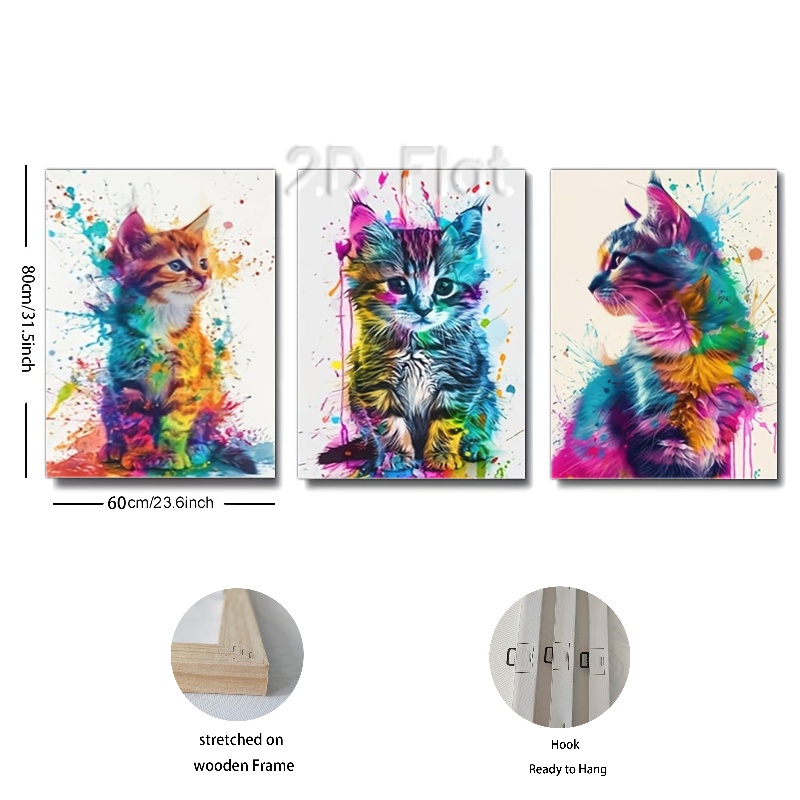 2D Flat
80cm/31.5inch
60cm/23.6inch
stretched on
wooden Frame
Hook
Ready to Hang